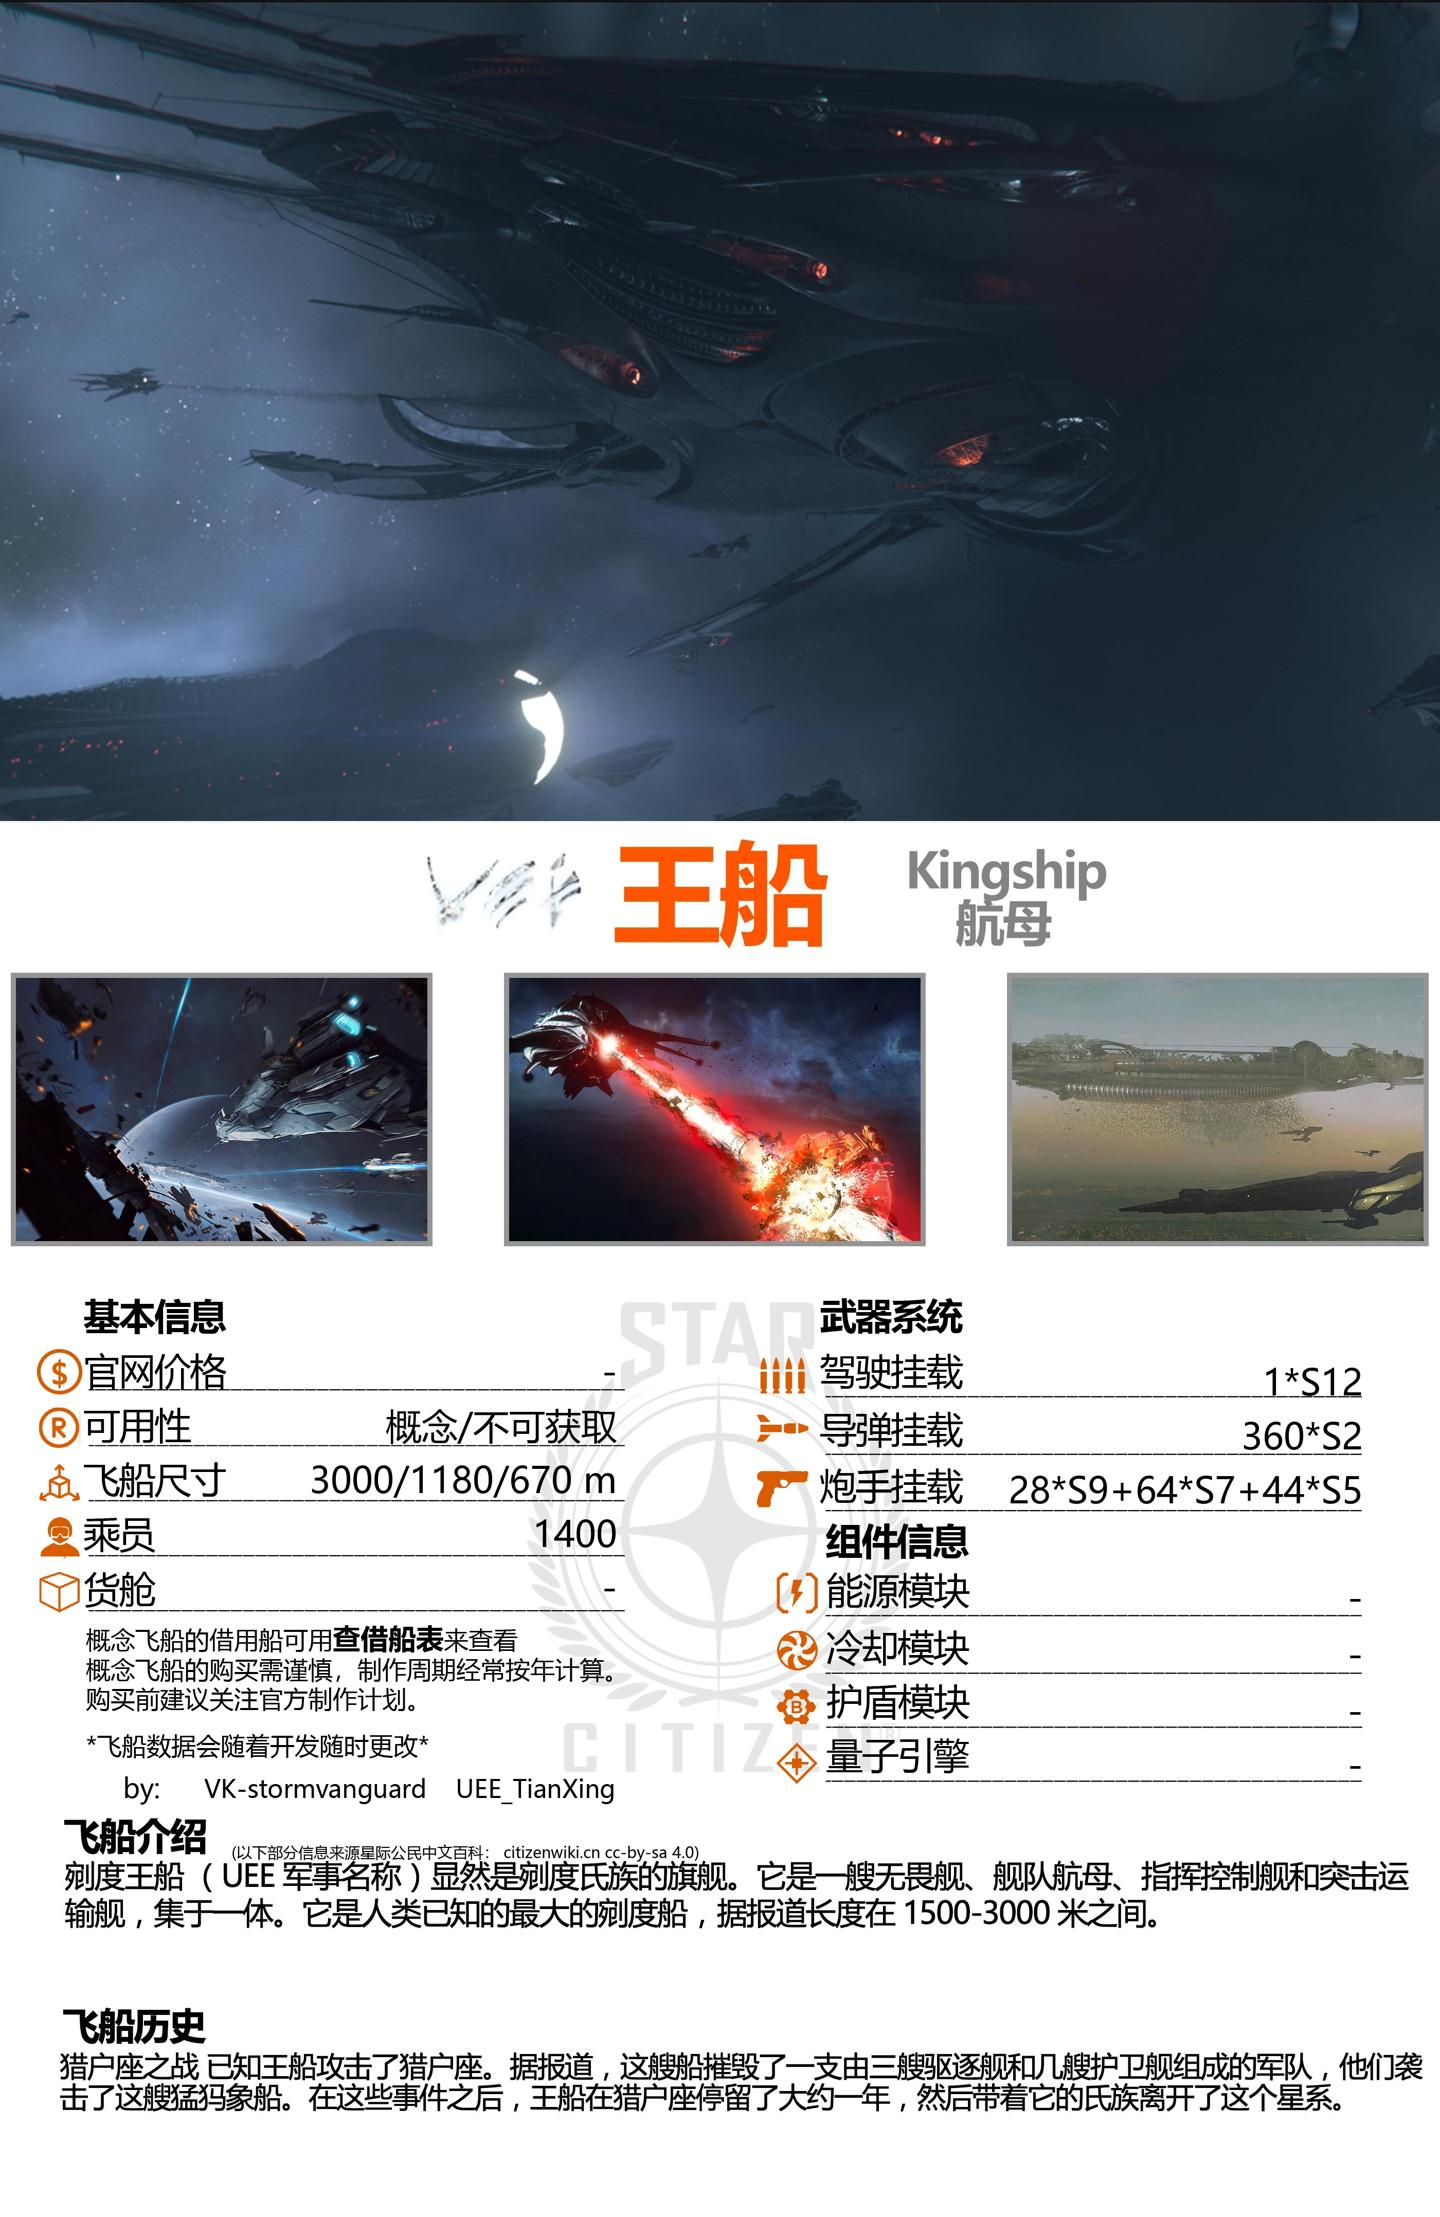 王船
Kingship
航母
基本信息
官网价格 -
可用性 概念/不可获取
飞船尺寸 3000/1180/670 m
乘员 1400
货舱 -
概念飞船的借用船可用查借船表来查看
概念飞船的购买需谨慎，制作周期经常按年计算。
购买前建议关注官方制作计划。
*飞船数据会随着开发随时更改*
by: VK-stormvanguard UEE_TianXing
武器系统
驾驶挂载 1*S12
导弹挂载 360*S2
炮手挂载 28*S9+64*S7+44*S5
组件信息
能源模块 -
冷却模块 -
护盾模块 -
量子引擎 -
STAR
CITIZEN®
飞船介绍 (以下部分信息来源星际公民中文百科： citizenwiki.cn cc-by-sa 4.0)
剜度王船（UEE 军事名称）显然是剜度氏族的旗舰。它是一艘无畏舰、舰队航母、指挥控制舰和突击运
输舰，集于一体。它是人类已知的最大的剜度船，据报道长度在 1500-3000 米之间。
飞船历史
猎户座之战 已知王船攻击了猎户座。据报道，这艘船摧毁了一支由三艘驱逐舰和几艘护卫舰组成的军队，他们袭
击了这艘猛犸象船。在这些事件之后，王船在猎户座停留了大约一年，然后带着它的氏族离开了这个星系。